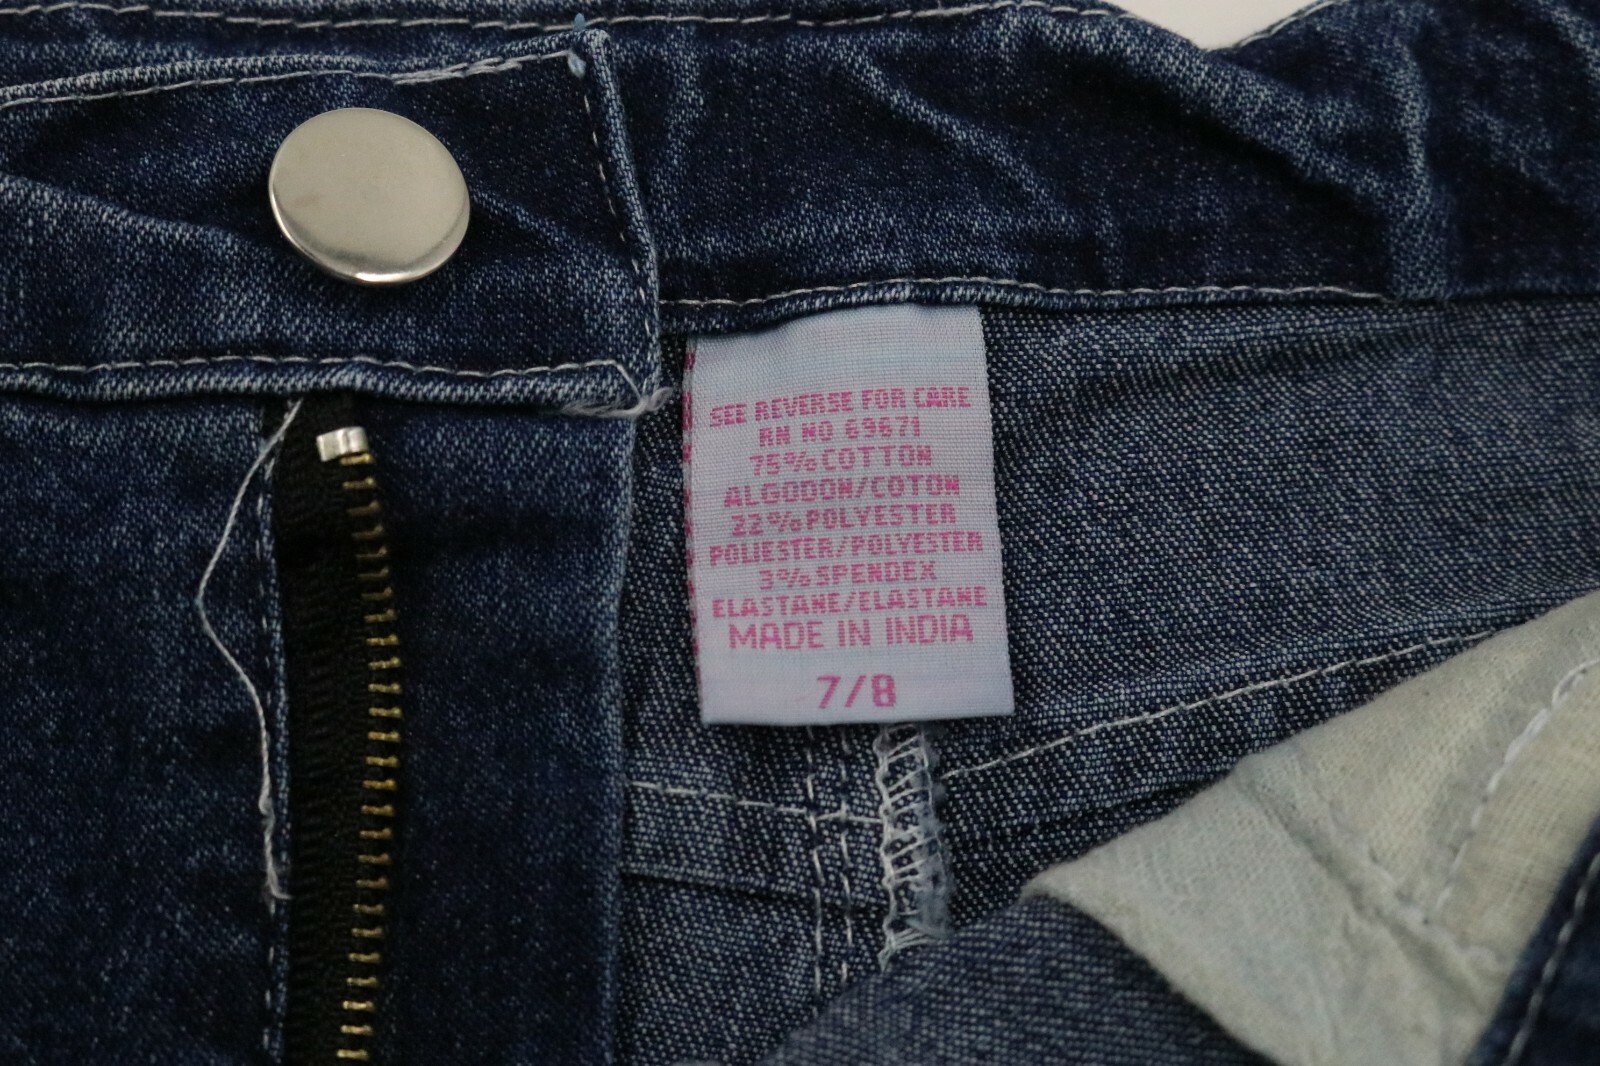 SEE REVERSE FOR CARE
RN NO 69671
75%COTTON
ALGODON/COTON
22%POLYESTER
POLIESTER/POLYESTER
3%SPENDEX
ELASTANE/ELASTANE
MADE IN INDIA
7/8